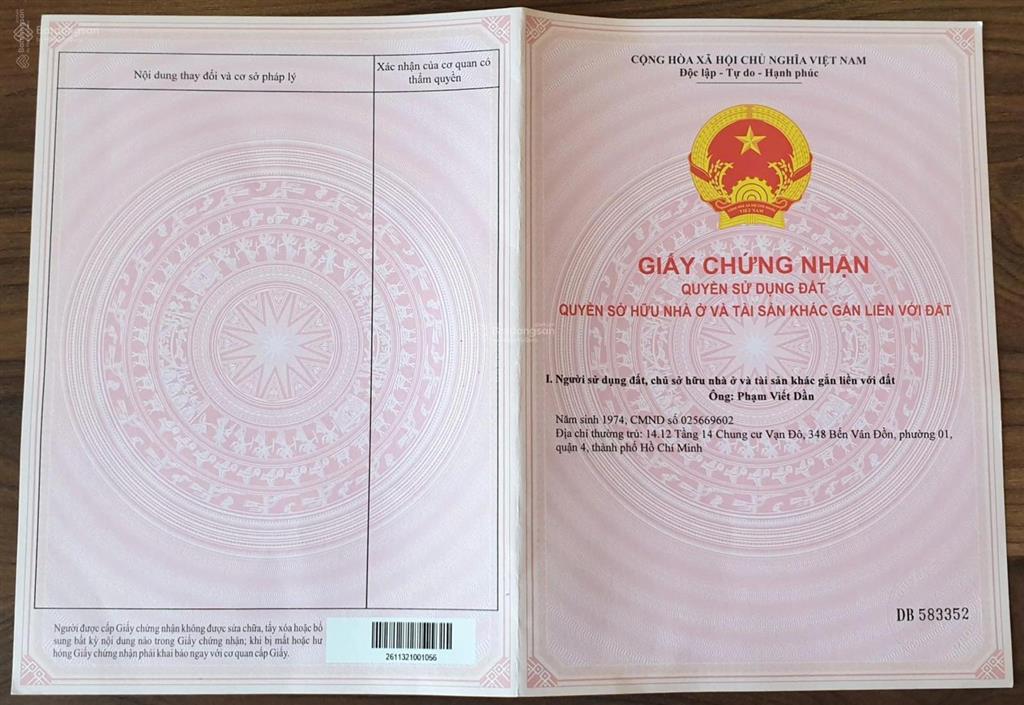 Nội dung thay đổi và cơ sở pháp lý
Xác nhận của cơ quan có
thẩm quyền
Người được cấp Giấy chứng nhận không được sửa chữa, tẩy xóa hoặc bổ
sung bất kỳ nội dung nào trong Giấy chứng nhận; khi bị mất hoặc hư
hỏng Giấy chứng nhận phải khai báo ngay với cơ quan cấp Giấy.
2611321001056
CỘNG HÒA XÃ HỘI CHỦ NGHĨA VIỆT NAM
Độc lập - Tự do - Hạnh phúc
VIỆT NAM
GIẤY CHỨNG NHẬN
QUYỀN SỬ DỤNG ĐẤT
QUYỀN SỞ HỮU NHÀ Ở VÀ TÀI SẢN KHÁC GẮN LIỀN VỚI ĐẤT
Batdongsan
I. Người sử dụng đất, chủ sở hữu nhà ở và tài sản khác gắn liền với đất
Ông: Phạm Viết Dần
Năm sinh 1974, CMND số 025669602
Địa chỉ thường trú: 14.12 Tầng 14 Chung cư Vạn Đô, 348 Bến Vân Đồn, phường 01,
quận 4, thành phố Hồ Chí Minh
DB 583352